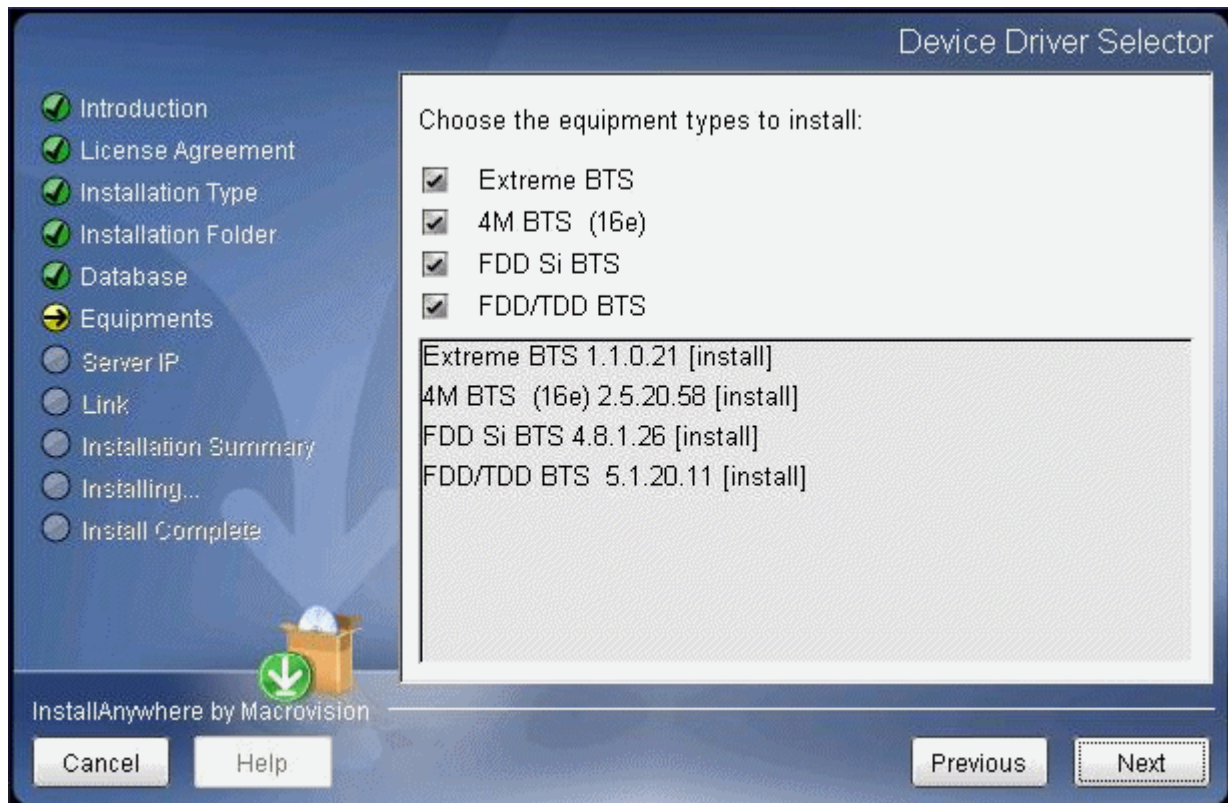 Device Driver Selector
Introduction
License Agreement
Installation Type
Installation Folder
Database
Equipments
Server IP
Link
Installation Summary
Installing...
Install Complete
Choose the equipment types to install:
Extreme BTS
4M BTS  (16e)
FDD Si BTS
FDD/TDD BTS
Extreme BTS 1.1.0.21 [install]
4M BTS  (16e) 2.5.20.58 [install]
FDD Si BTS 4.8.1.26 [install]
FDD/TDD BTS  5.1.20.11 [install]
InstallAnywhere by Macrovision
Cancel
Help
Previous
Next